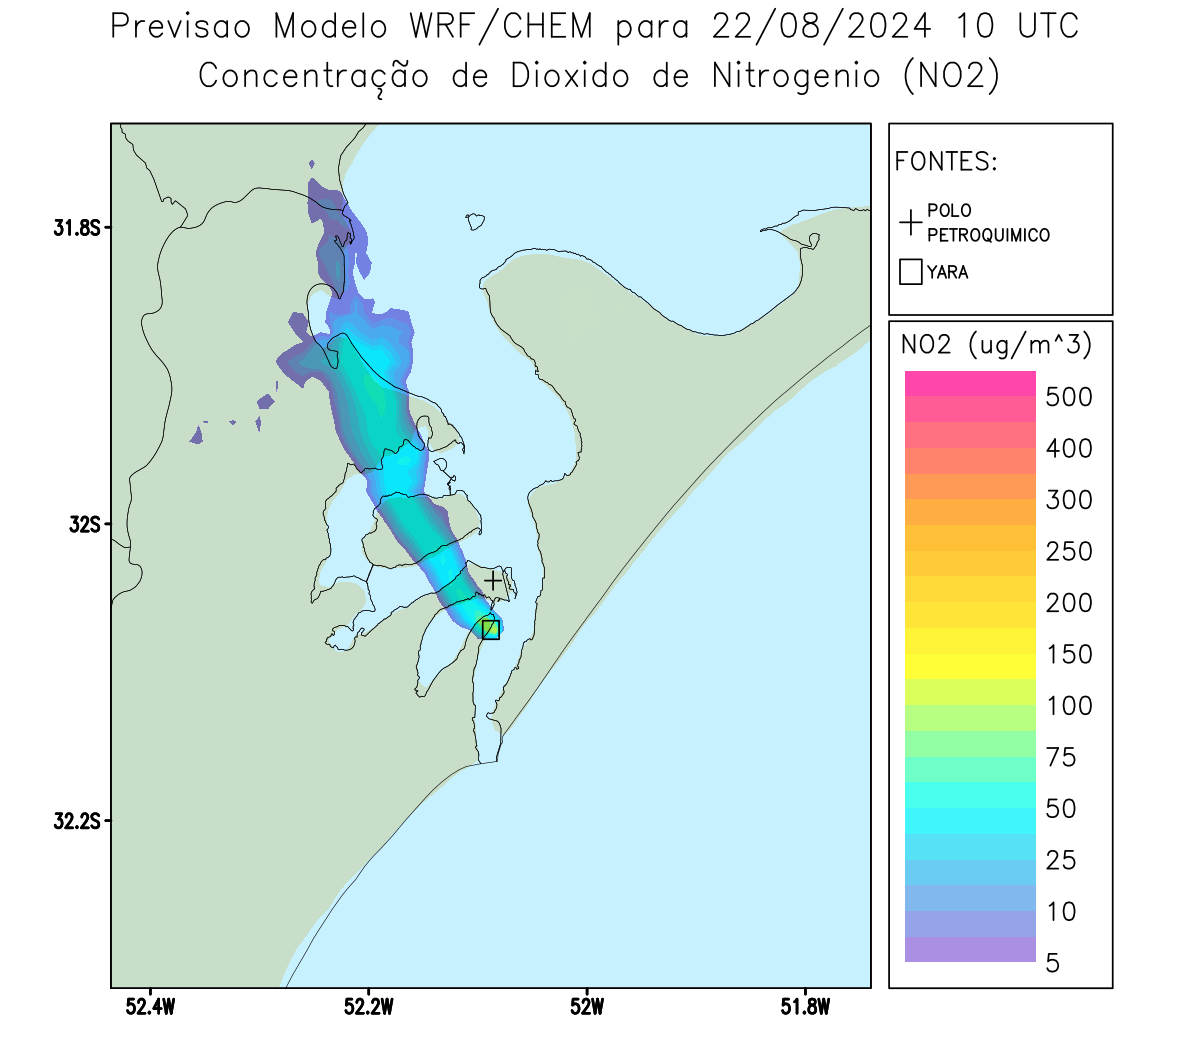 Previsao Modelo WRF/CHEM para 22/08/2024 10 UTC
Concentração de Dioxido de Nitrogenio (NO2)
FONTES:
POLO
PETROQUIMICO
YARA
NO2 (ug/m^3)
500
400
300
250
200
150
100
75
50
25
10
5
31.8S
32S
32.2S
52.4W
52.2W
52W
51.8W